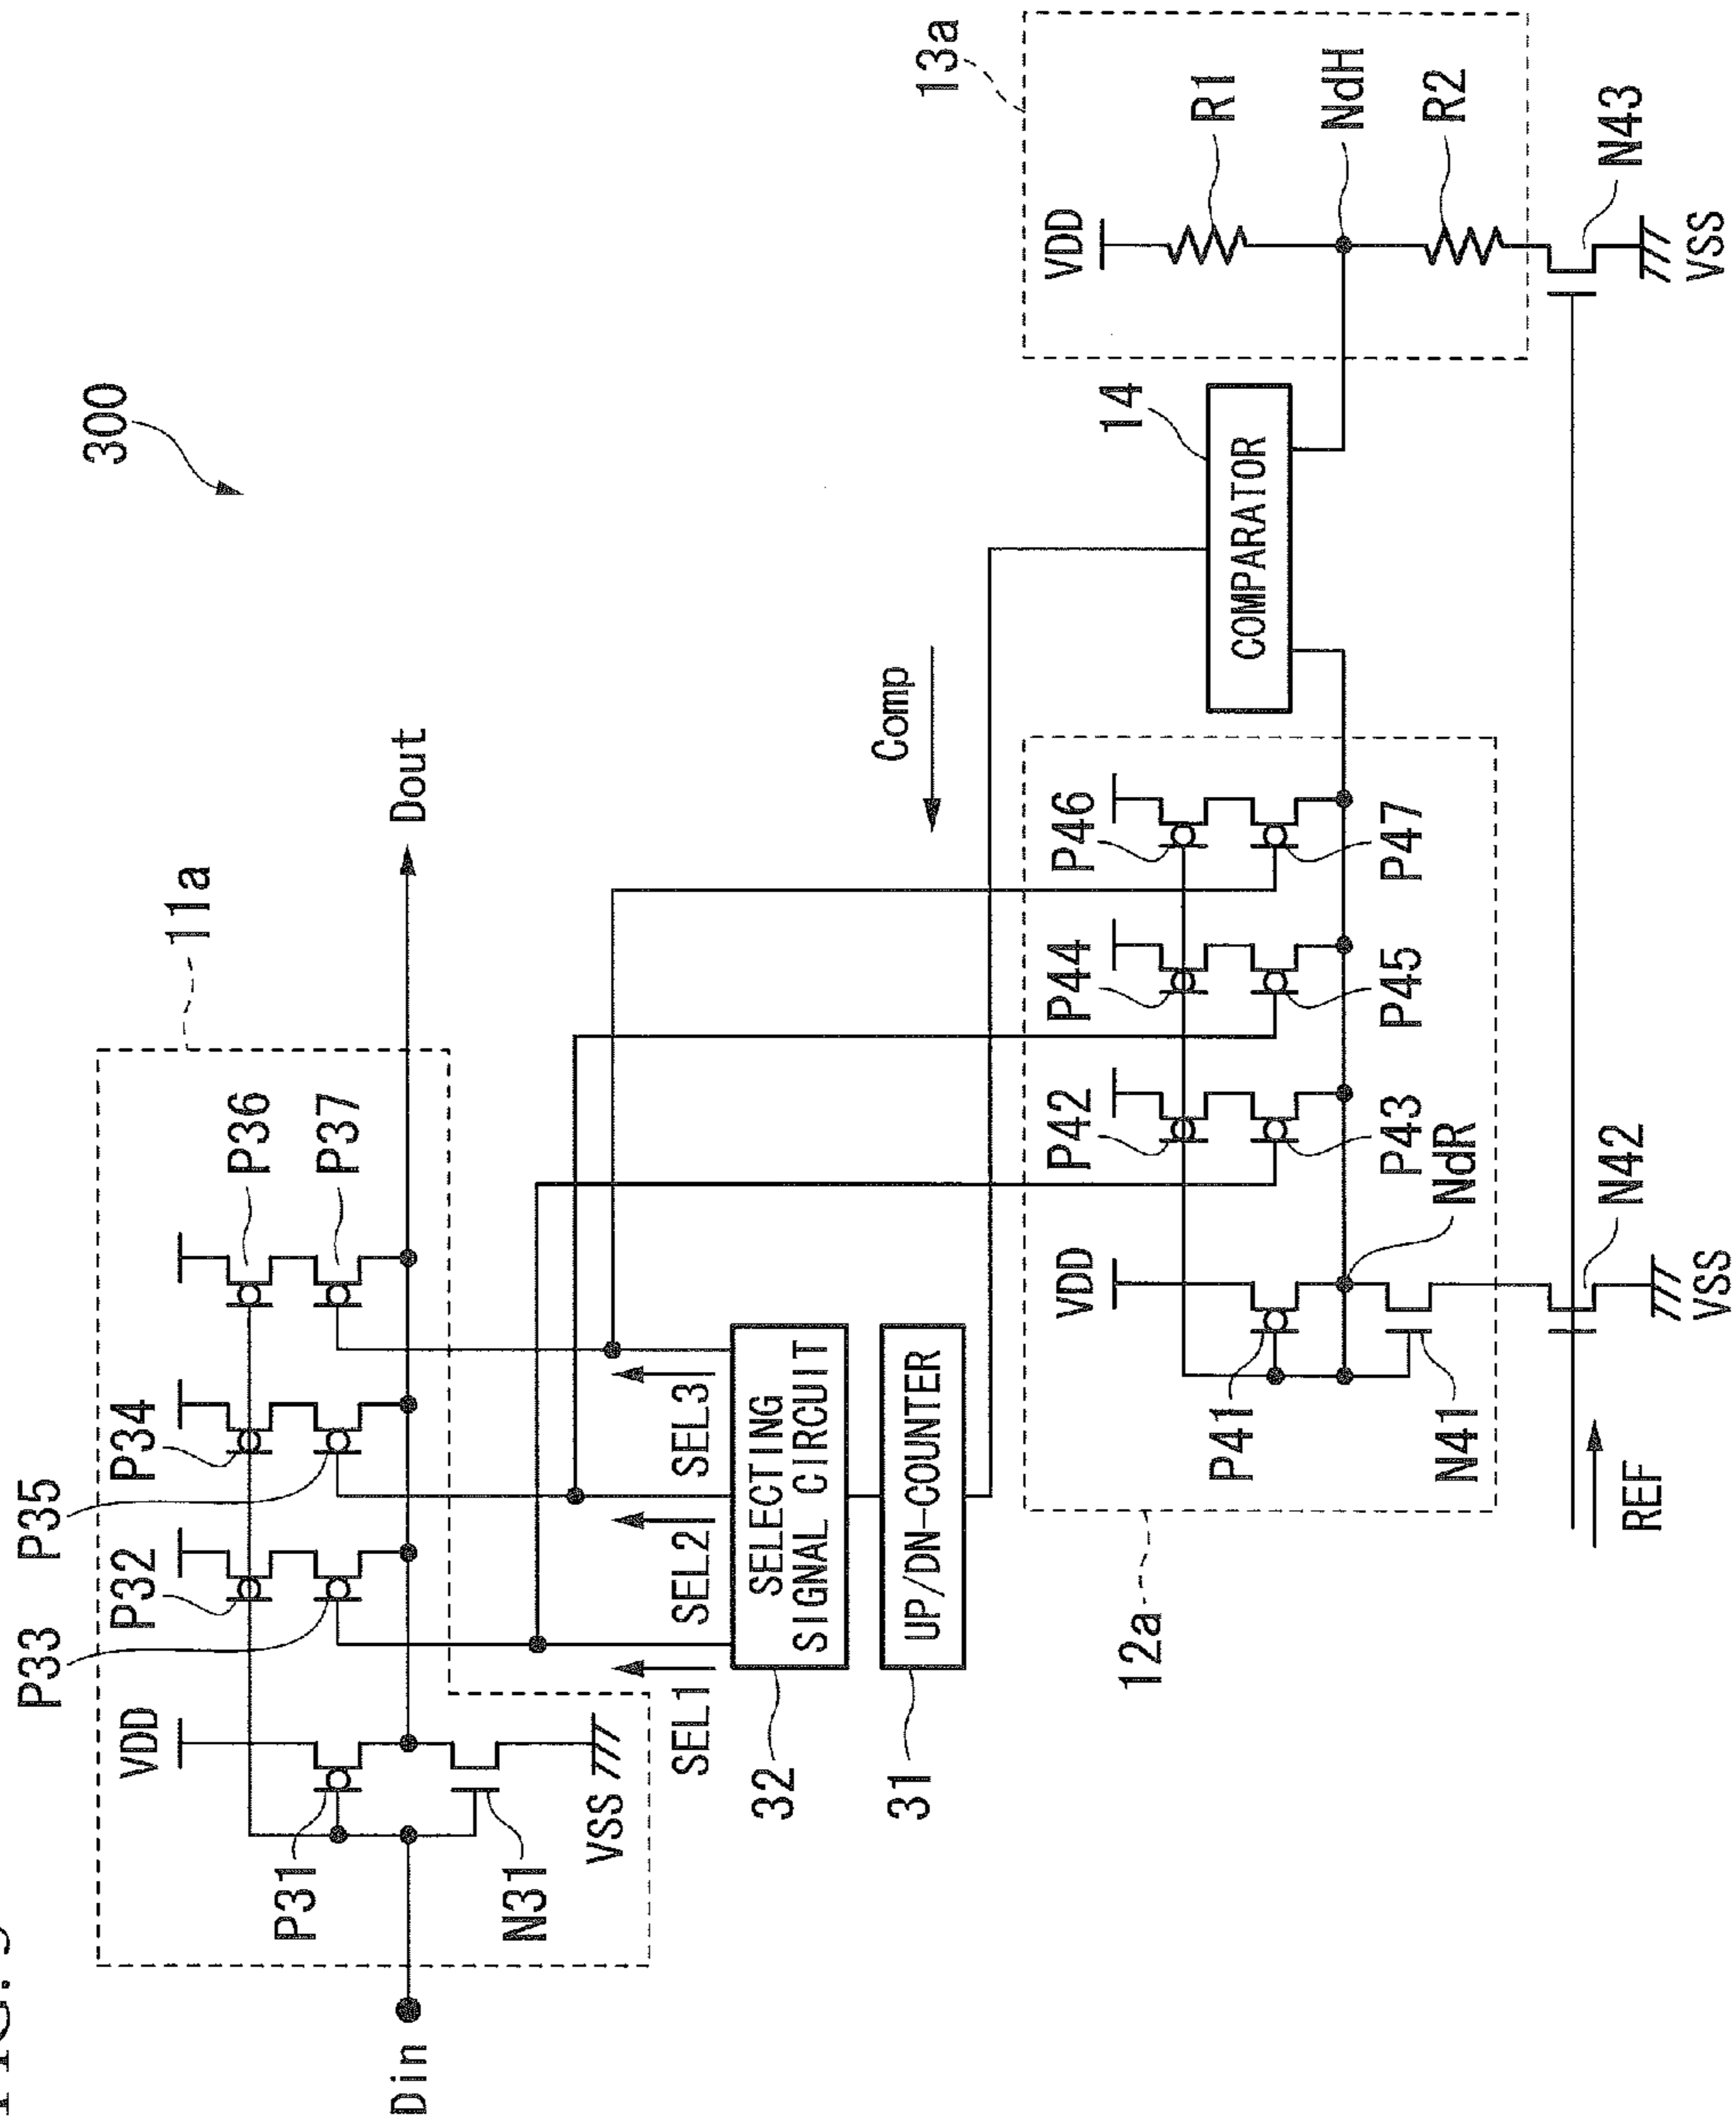 300
11a
P35
P33
VDD
P32
P34
P36
P37
P31
N31
VSS
Din
Dout
SEL1
SEL2
SEL3
32
SELECTING
SIGNAL CIRCUIT
31
UP/DN-COUNTER
Comp
14
COMPARATOR
12a
VDD
P42
P44
P46
P41
N41
P43
P45
P47
NdR
REF
N42
VSS
13a
VDD
R1
NdH
R2
N43
VSS